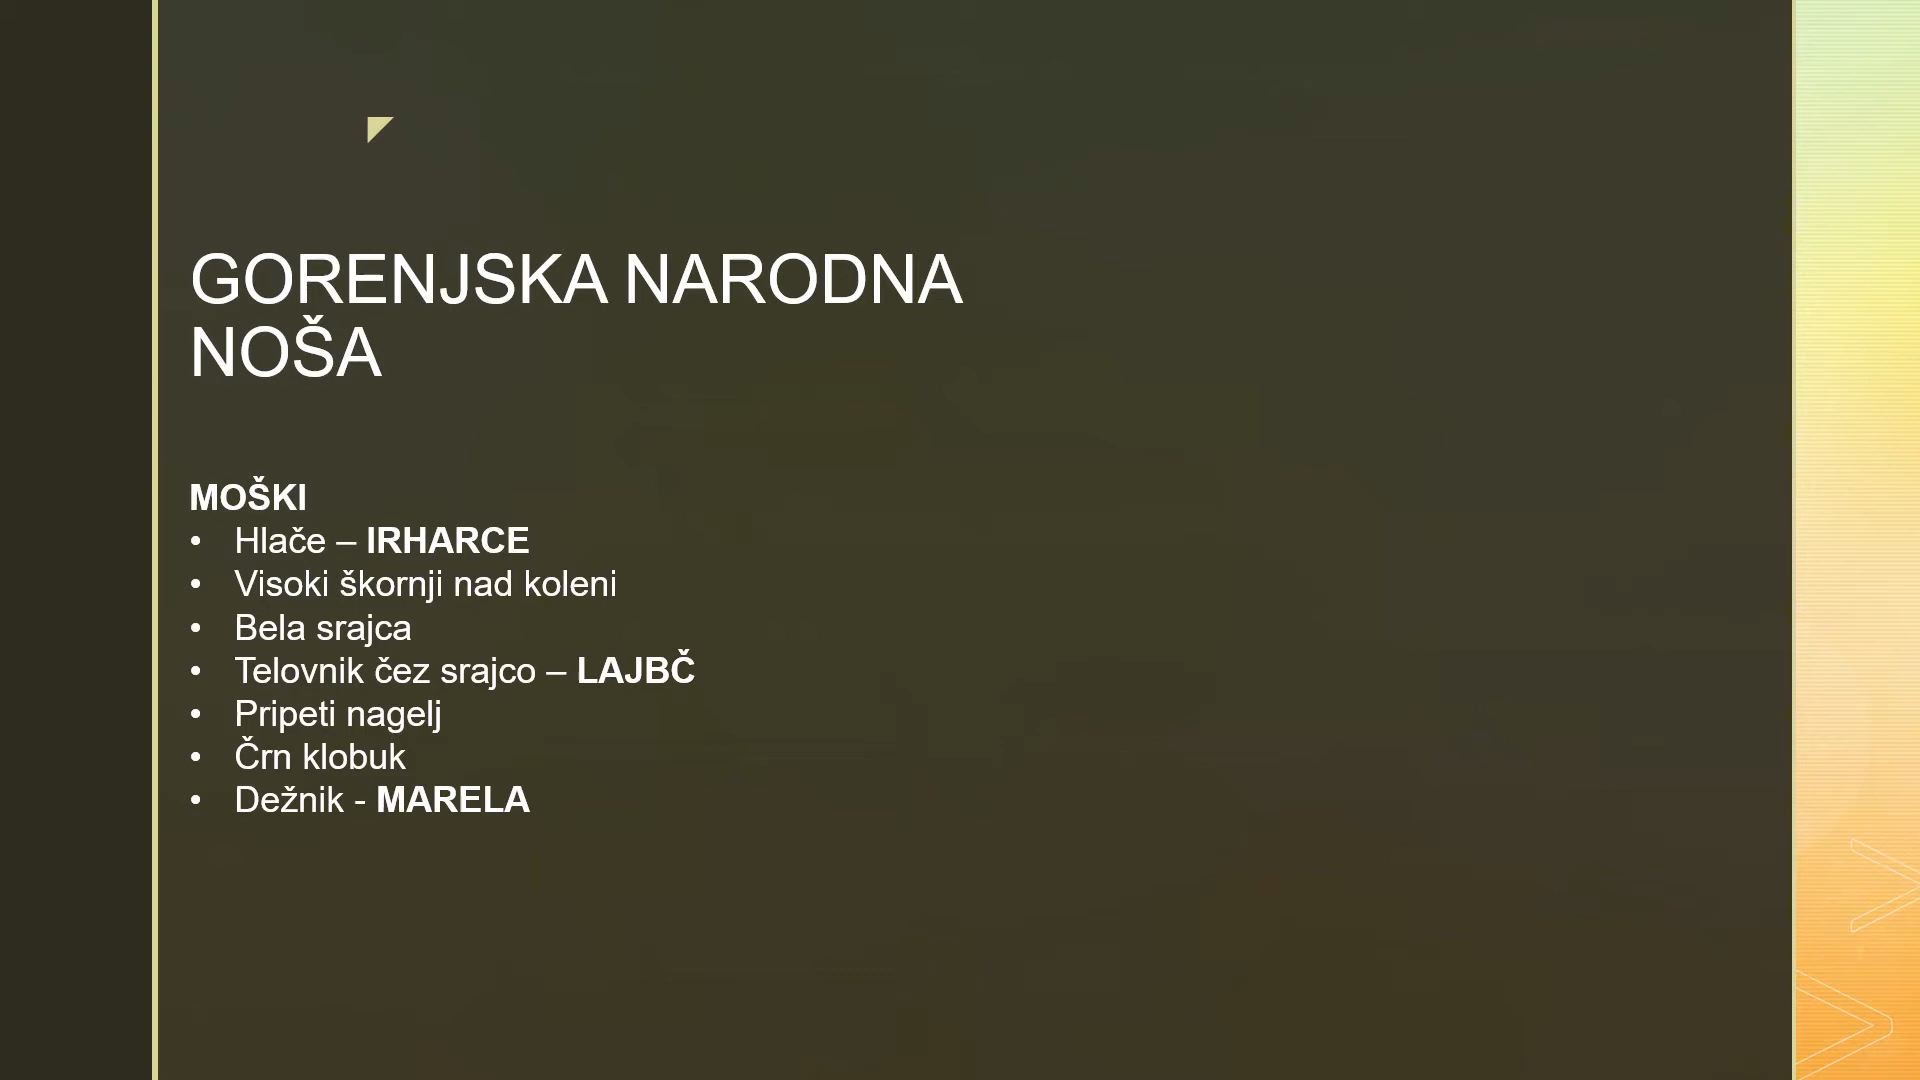 GORENJSKA NARODNA
NOŠA
MOŠKI
• Hlače – IRHARCE
• Visoki škornji nad koleni
• Bela srajca
• Telovnik čez srajco – LAJBČ
• Pripeti nagelj
• Črn klobuk
• Dežnik - MARELA